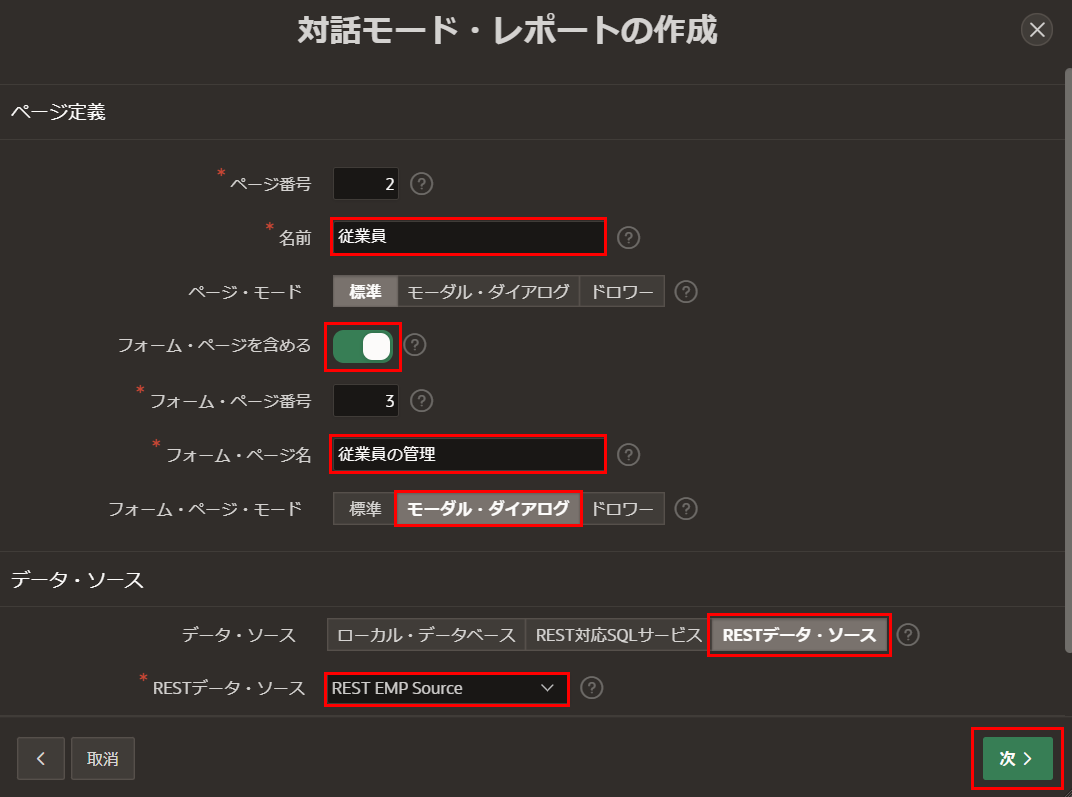 対話モード・レポートの作成
ページ定義
* ページ番号 2 ?
* 名前 従業員 ?
ページ・モード 標準 モーダル・ダイアログ ドロワー ?
フォーム・ページを含める ?
* フォーム・ページ番号 3 ?
* フォーム・ページ名 従業員の管理 ?
フォーム・ページ・モード 標準 モーダル・ダイアログ ドロワー ?
データ・ソース
データ・ソース ローカル・データベース REST対応SQLサービス RESTデータ・ソース ?
* RESTデータ・ソース REST EMP Source ?
取消 次